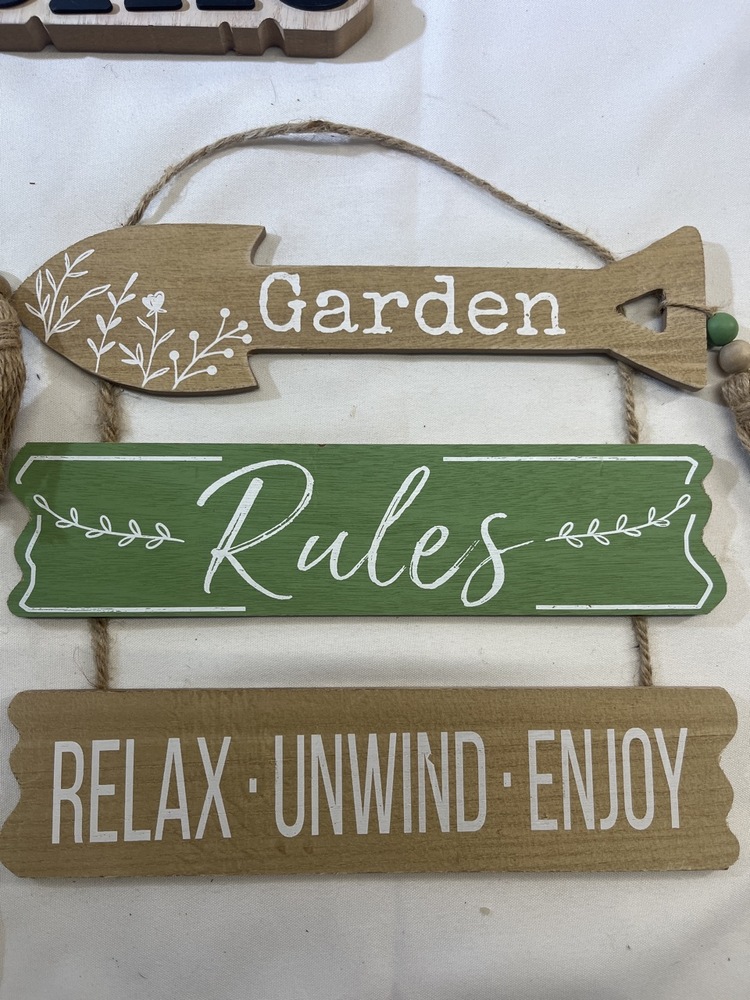 Garden
Rules
RELAX · UNWIND · ENJOY